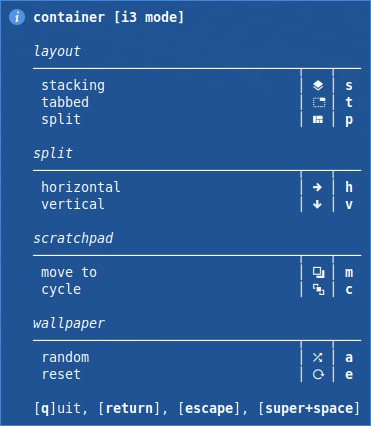 container [i3 mode]
layout
stacking s
tabbed t
split p
split
horizontal h
vertical v
scratchpad
move to m
cycle c
wallpaper
random a
reset e
[q]uit, [return], [escape], [super+space]